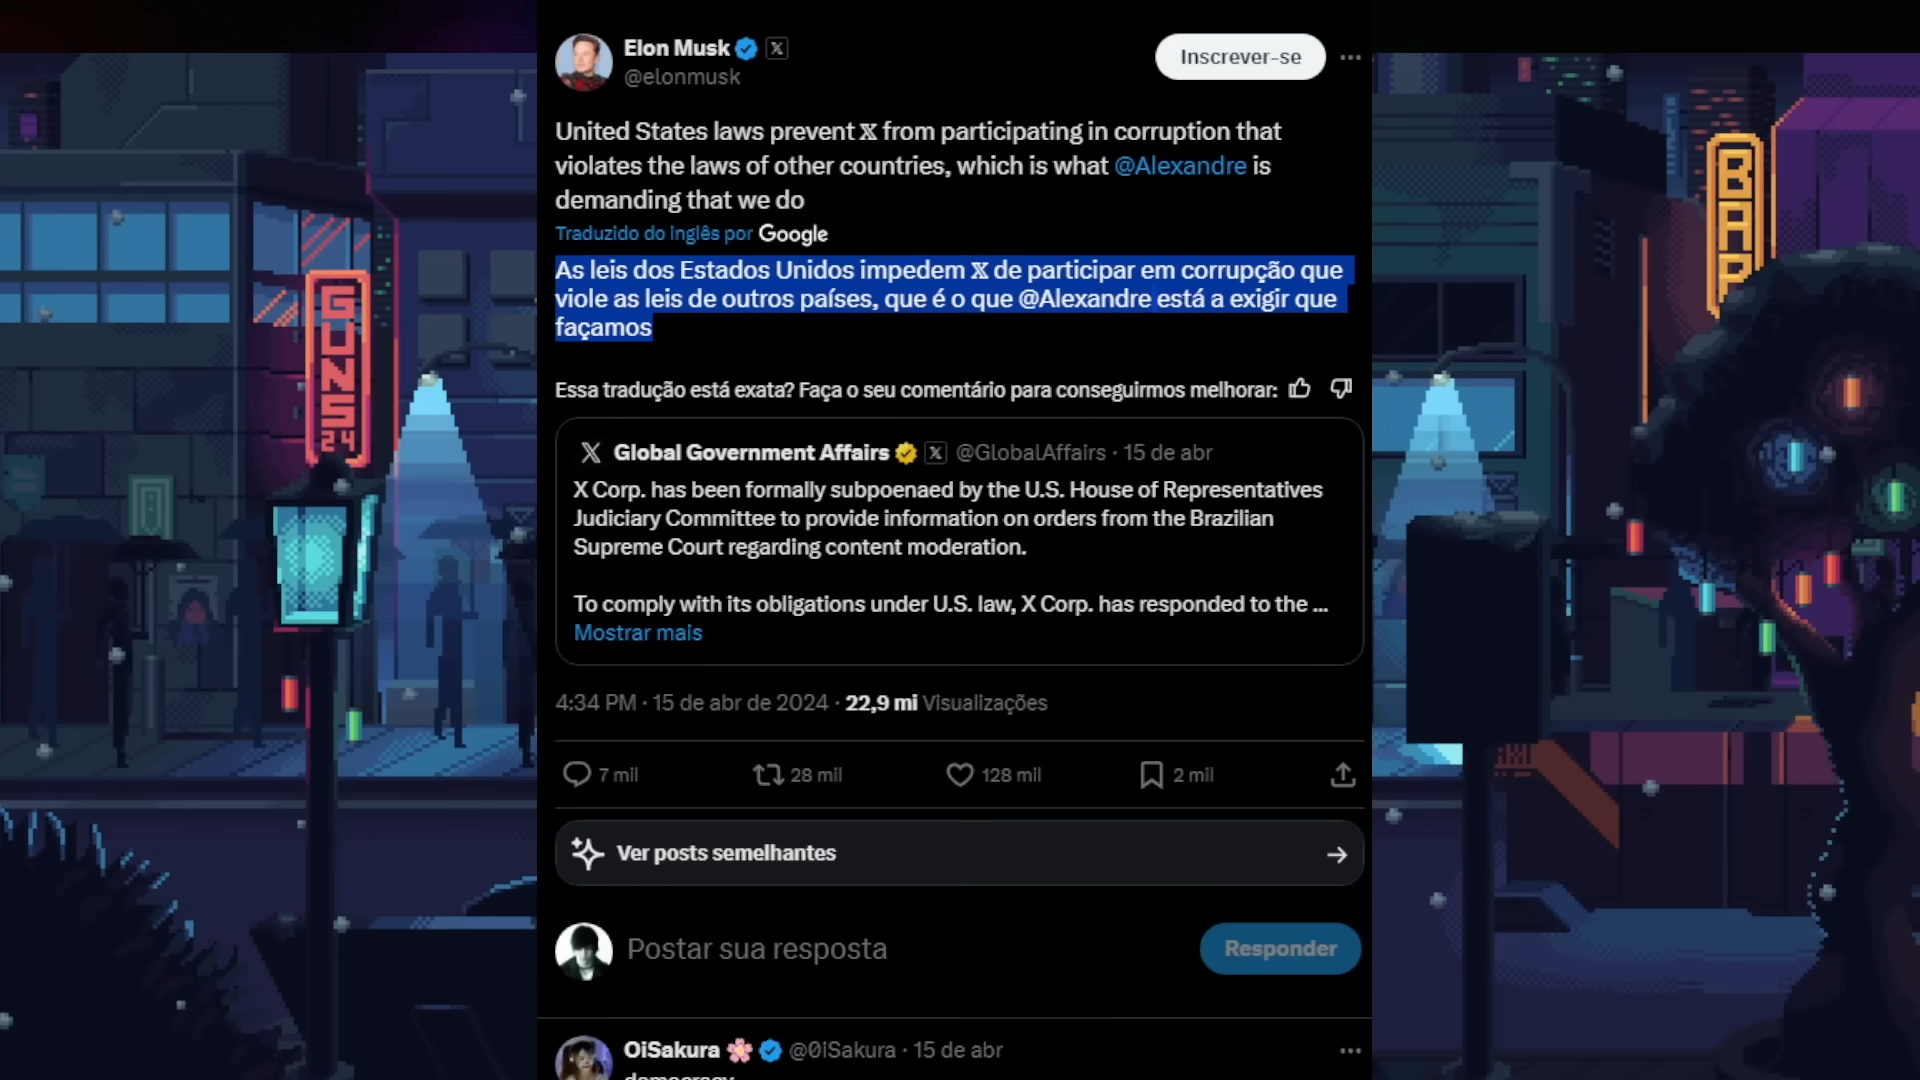 Elon Musk
@elonmusk
Inscrever-se
United States laws prevent 𝕏 from participating in corruption that
violates the laws of other countries, which is what @Alexandre is
demanding that we do
Traduzido do inglês por Google
As leis dos Estados Unidos impedem 𝕏 de participar em corrupção que
viole as leis de outros países, que é o que @Alexandre está a exigir que
façamos
Essa tradução está exata? Faça o seu comentário para conseguirmos melhorar:
Global Government Affairs @GlobalAffairs · 15 de abr
X Corp. has been formally subpoenaed by the U.S. House of Representatives
Judiciary Committee to provide information on orders from the Brazilian
Supreme Court regarding content moderation.
To comply with its obligations under U.S. law, X Corp. has responded to the ...
Mostrar mais
4:34 PM · 15 de abr de 2024 · 22,9 mi Visualizações
7 mil 28 mil 128 mil 2 mil
Ver posts semelhantes
Postar sua resposta
Responder
OiSakura 🌸 @0iSakura · 15 de abr
democracy
GUNS
24
BAR